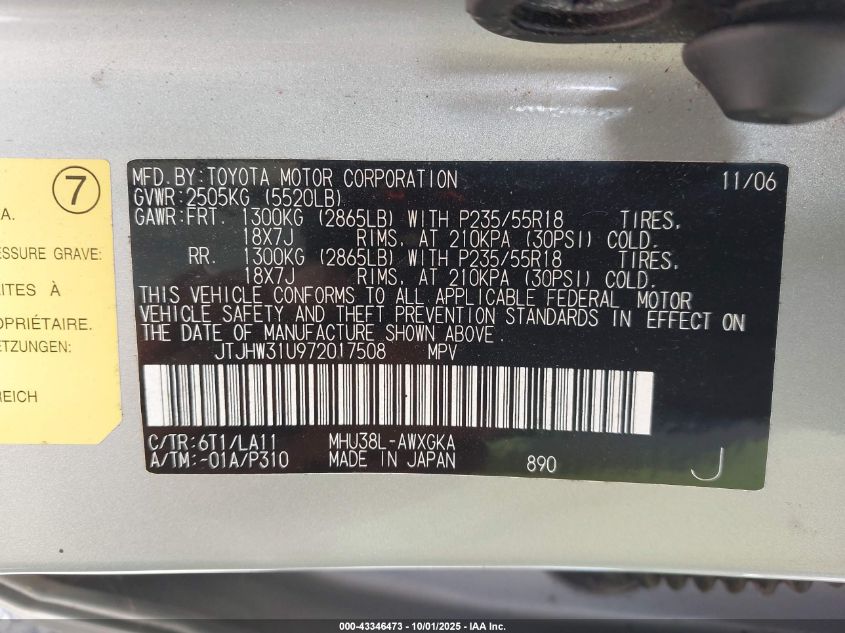 7
A.
ESSURE GRAVE:
ITES À
OPRIÉTAIRE.
ETZUNGEN:
REICH
MFD.BY:TOYOTA MOTOR CORPORATION 11/06
GVWR:2505KG (5520LB)
GAWR:FRT. 1300KG (2865LB) WITH P235/55R18 TIRES,
18X7J RIMS, AT 210KPA (30PSI) COLD.
RR. 1300KG (2865LB) WITH P235/55R18 TIRES,
18X7J RIMS, AT 210KPA (30PSI) COLD.
THIS VEHICLE CONFORMS TO ALL APPLICABLE FEDERAL MOTOR
VEHICLE SAFETY AND THEFT PREVENTION STANDARDS IN EFFECT ON
THE DATE OF MANUFACTURE SHOWN ABOVE.
JTJHW31U972017508 MPV
C/TR:6T1/LA11 MHU38L-AWXGKA
A/TM:-01A/P310 MADE IN JAPAN 890 J
000-43346473 - 10/01/2025 - IAA Inc.